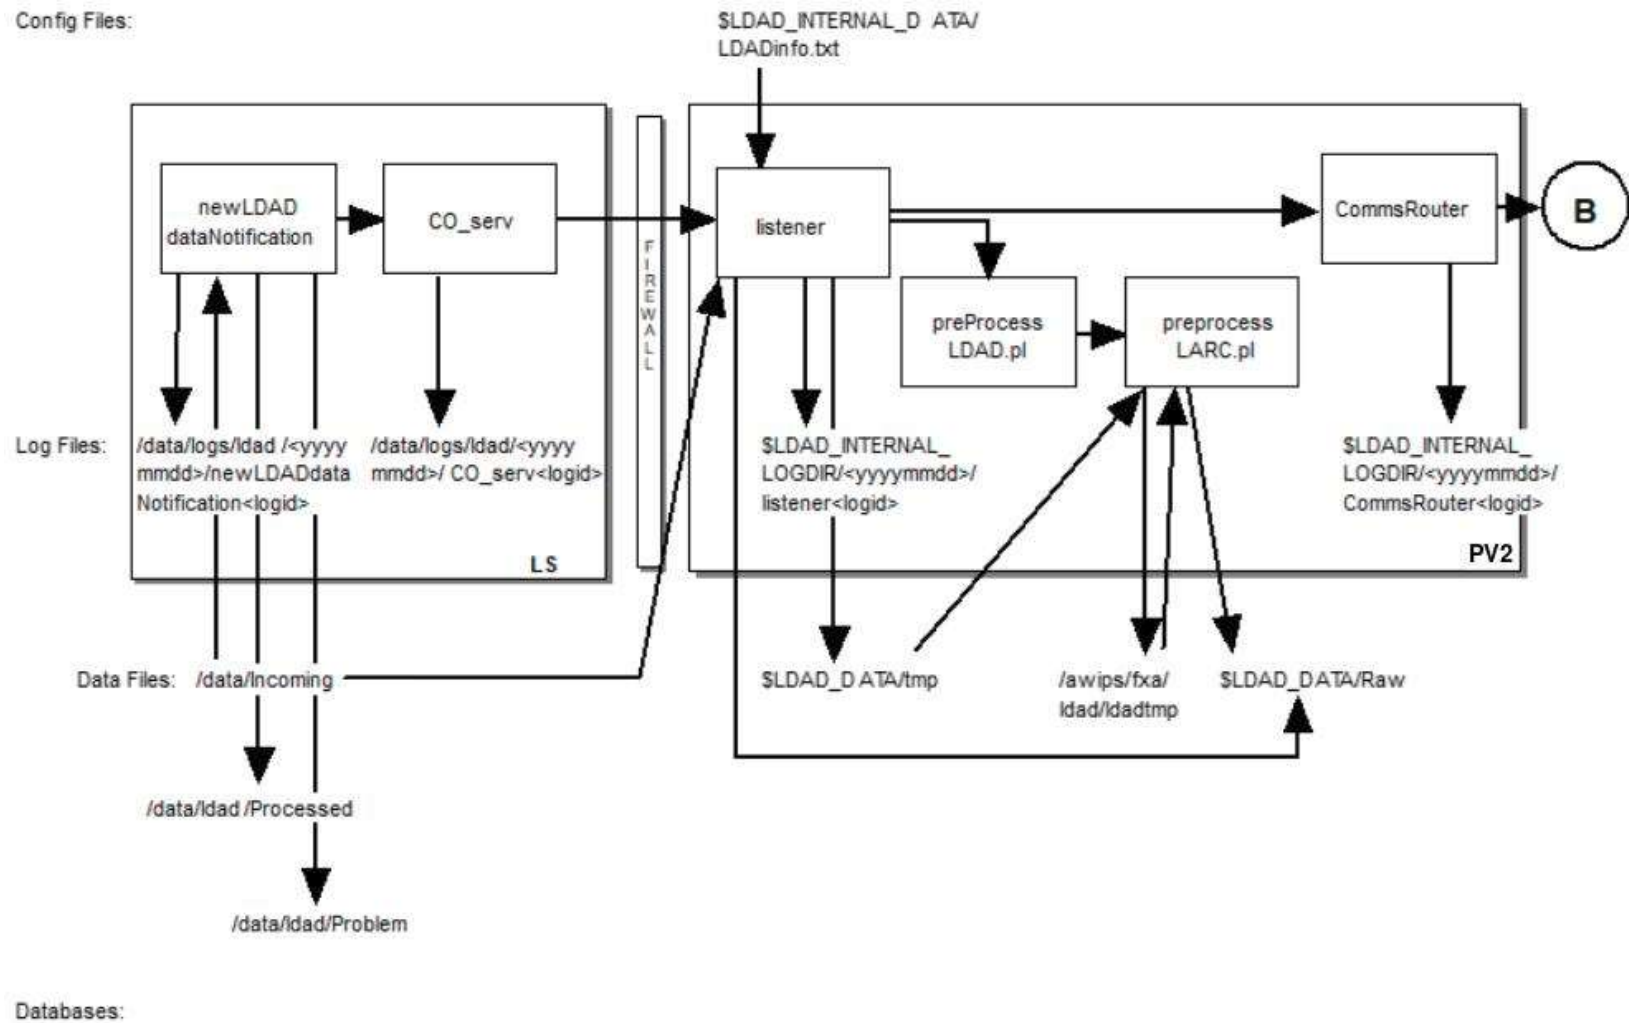 Config Files:
$LDAD_INTERNAL_D ATA/
LDADinfo.txt
newLDAD
dataNotification
CO_serv
FIREWALL
listener
CommsRouter
B
preProcess
LDAD.pl
preprocess
LARC.pl
Log Files:
/data/logs/ldad /<yyyy
mmdd>/newLDADdata
Notification<logid>
/data/logs/ldad/<yyyy
mmdd>/ CO_serv<logid>
$LDAD_INTERNAL_
LOGDIR/<yyyymmdd>/
listener<logid>
$LDAD_INTERNAL_
LOGDIR/<yyyymmdd>/
CommsRouter<logid>
LS
PV2
Data Files:
/data/Incoming
$LDAD_D ATA/tmp
/awips/fxa/
ldad/ldadtmp
$LDAD_DATA/Raw
/data/ldad /Processed
/data/ldad/Problem
Databases: